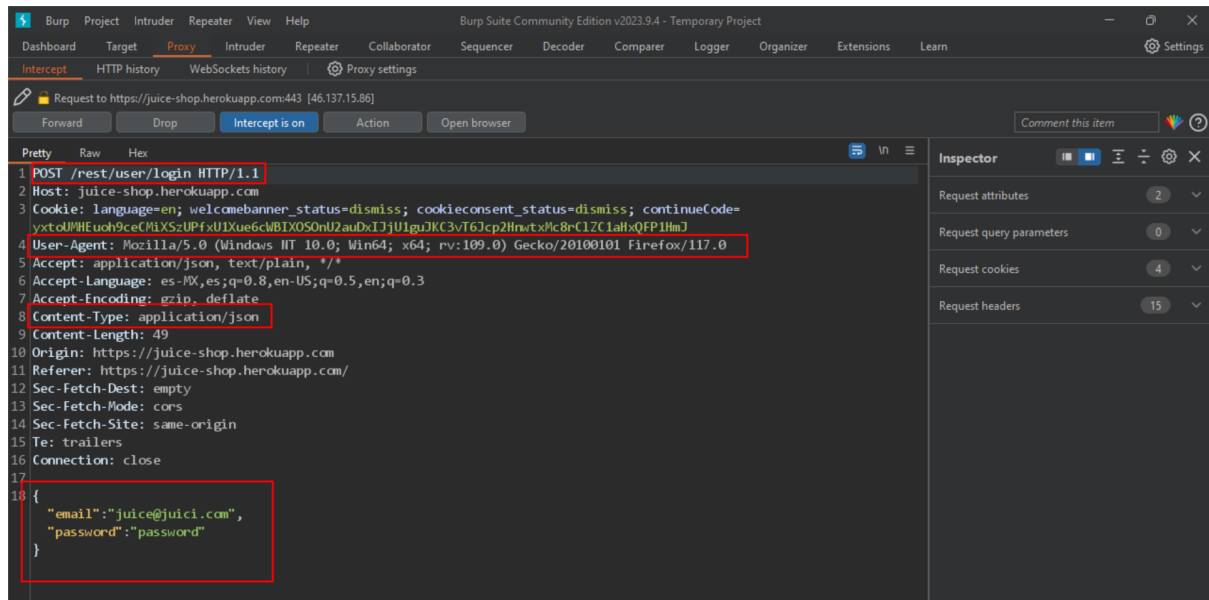 Burp Project Intruder Repeater View Help Burp Suite Community Edition v2023.9.4 - Temporary Project
Dashboard Target Proxy Intruder Repeater Collaborator Sequencer Decoder Comparer Logger Organizer Extensions Learn Settings
Intercept HTTP history WebSockets history Proxy settings
Request to https://juice-shop.herokuapp.com:443 [46.137.15.86]
Forward Drop Intercept is on Action Open browser Comment this item
Pretty Raw Hex \n Inspector
1 POST /rest/user/login HTTP/1.1
2 Host: juice-shop.herokuapp.com
3 Cookie: language=en; welcomebanner_status=dismiss; cookieconsent_status=dismiss; continueCode=
yxtoUMHEuoh9ceCMiXSzUPfxU1Xue6cWBIXOSOnU2auDxIJjU1guJKC3vT6Jcp2HnwtxMc8rClZC1aHxQFP1HmJ
4 User-Agent: Mozilla/5.0 (Windows NT 10.0; Win64; x64; rv:109.0) Gecko/20100101 Firefox/117.0
5 Accept: application/json, text/plain, */*
6 Accept-Language: es-MX,es;q=0.8,en-US;q=0.5,en;q=0.3
7 Accept-Encoding: gzip, deflate
8 Content-Type: application/json
9 Content-Length: 49
10 Origin: https://juice-shop.herokuapp.com
11 Referer: https://juice-shop.herokuapp.com/
12 Sec-Fetch-Dest: empty
13 Sec-Fetch-Mode: cors
14 Sec-Fetch-Site: same-origin
15 Te: trailers
16 Connection: close
17
18 {
"email":"juice@juici.com",
"password":"password"
}
Request attributes 2
Request query parameters 0
Request cookies 4
Request headers 15